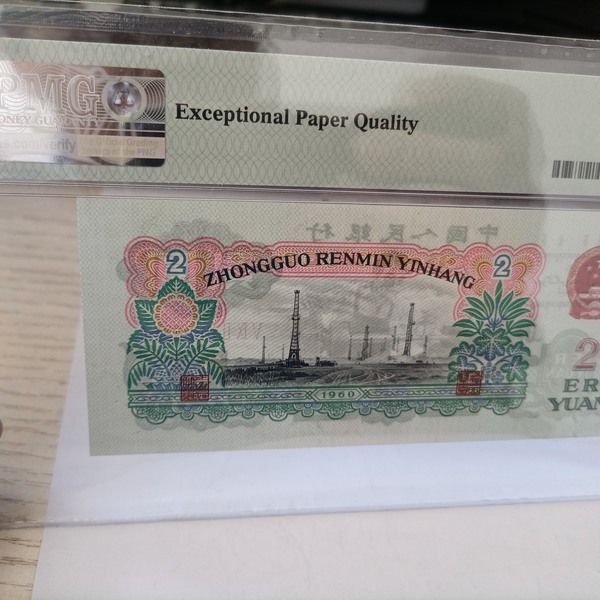 PMG
Exceptional Paper Quality
中國人民銀行
2
ZHONGGUO RENMIN YINHANG
2
1960
2
ER
YUAN